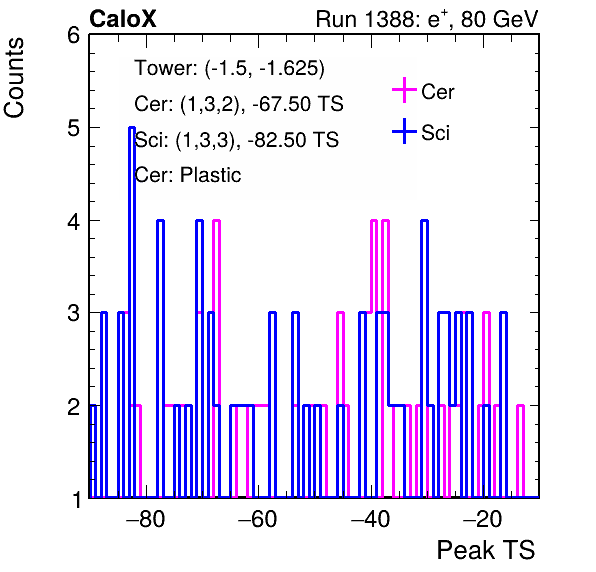 CaloX Run 1388: e⁺, 80 GeV
Counts
6
5
4
3
2
1
Tower: (-1.5, -1.625)
Cer: (1,3,2), -67.50 TS
Sci: (1,3,3), -82.50 TS
Cer: Plastic
Cer
Sci
−80 −60 −40 −20
Peak TS